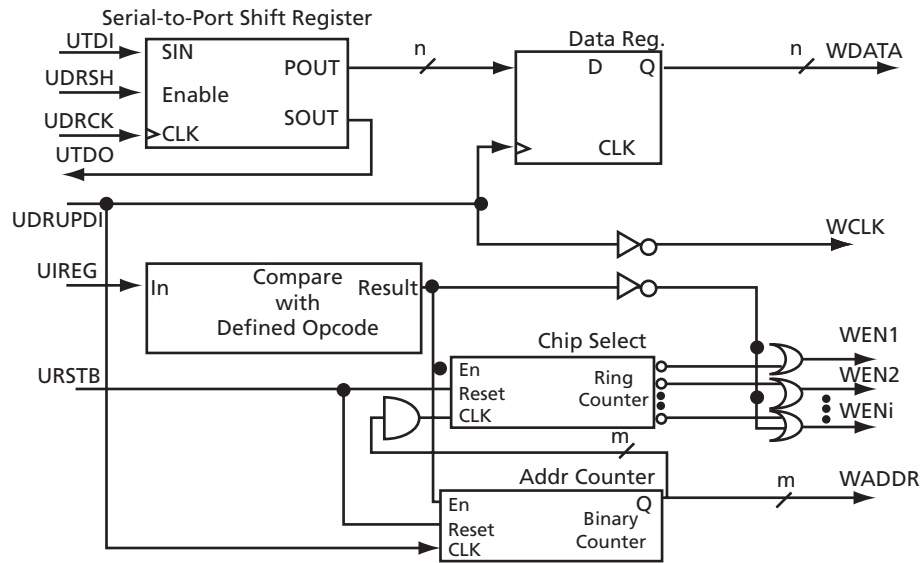 Serial-to-Port Shift Register
UTDI
SIN
UDRSH
Enable
UDRCK
CLK
POUT
SOUT
UTDO
n
Data Reg.
D Q
CLK
n
WDATA
UDRUPDI
WCLK
UIREG
In
Compare
with
Defined Opcode
Result
Chip Select
En
Reset
CLK
Ring
Counter
WEN1
WEN2
WENi
URSTB
m
Addr Counter
En
Reset
CLK
Q
Binary
Counter
m
WADDR